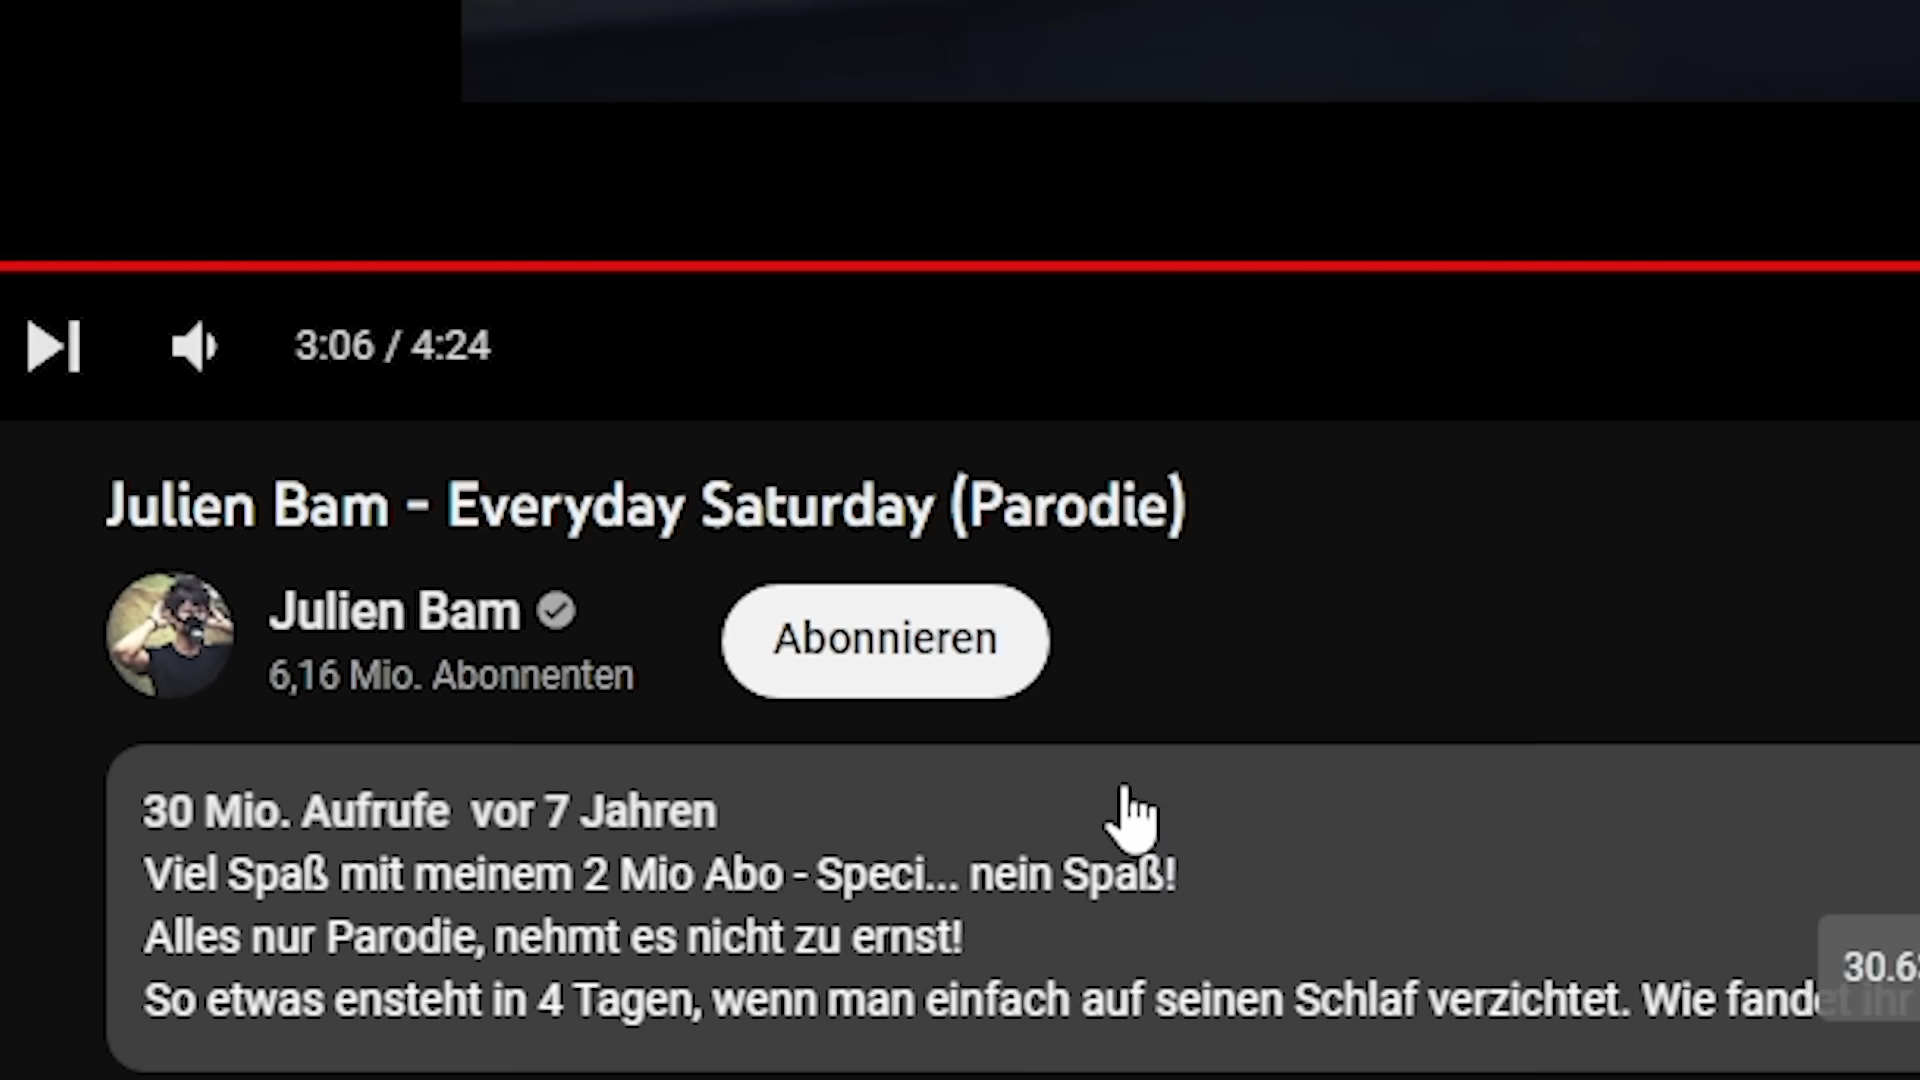 3:06 / 4:24
Julien Bam - Everyday Saturday (Parodie)
Julien Bam
6,16 Mio. Abonnenten
Abonnieren
30 Mio. Aufrufe vor 7 Jahren
Viel Spaß mit meinem 2 Mio Abo - Speci... nein Spaß!
Alles nur Parodie, nehmt es nicht zu ernst!
So etwas ensteht in 4 Tagen, wenn man einfach auf seinen Schlaf verzichtet. Wie fandet ihr